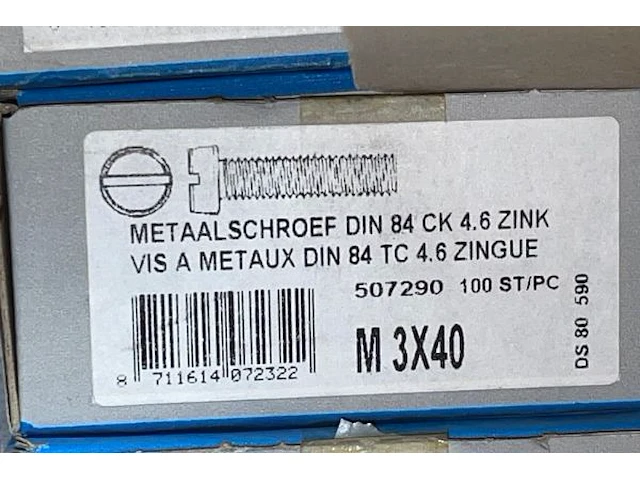 METAALSCHROEF DIN 84 CK 4.6 ZINK
VIS A METAUX DIN 84 TC 4.6 ZINGUE
507290 100 ST/PC
M 3X40
8 711614 072322
DS 80 590